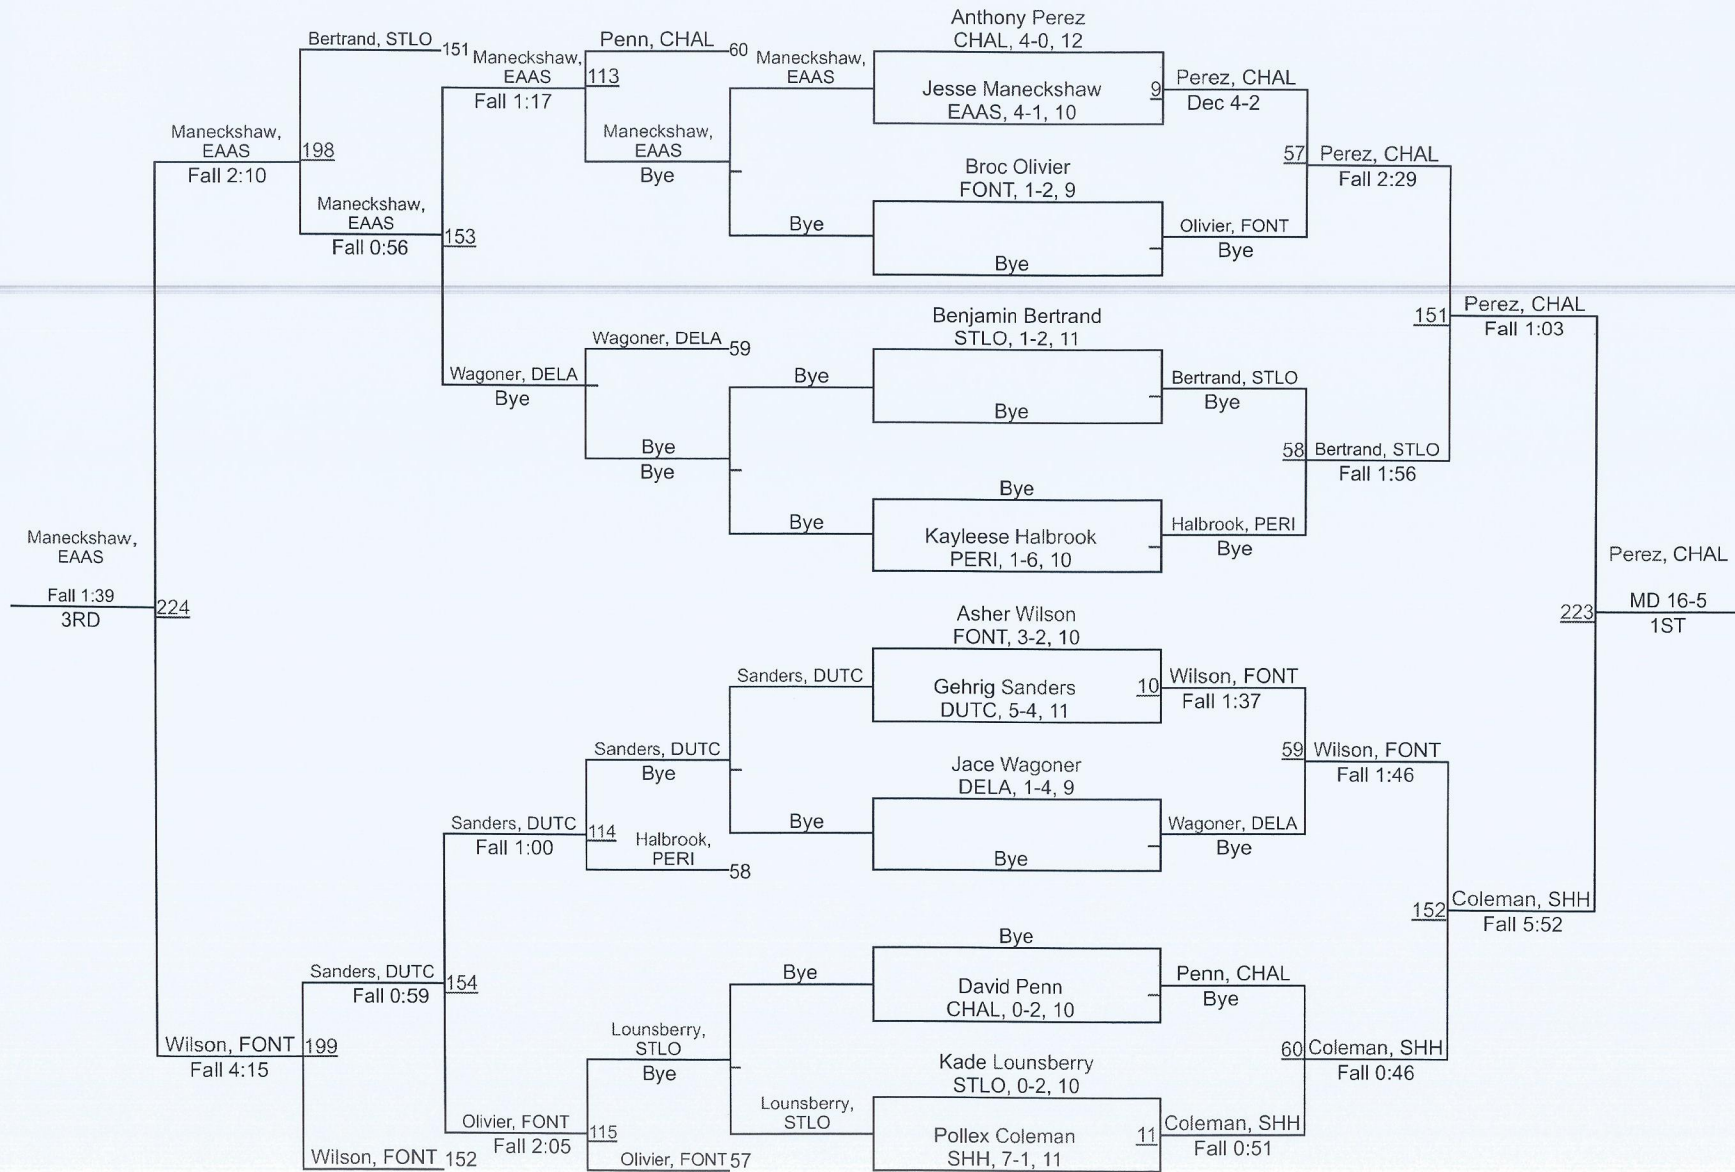 Anthony Perez
CHAL, 4-0, 12
Bertrand, STLO 151
Penn, CHAL 60
Maneckshaw,
EAAS
Fall 1:17
113
Maneckshaw,
EAAS
Jesse Maneckshaw
EAAS, 4-1, 10
9
Perez, CHAL
Dec 4-2
Maneckshaw,
EAAS
Fall 2:10
198
Maneckshaw,
EAAS
Bye
Broc Olivier
FONT, 1-2, 9
57
Perez, CHAL
Fall 2:29
Maneckshaw,
EAAS
Fall 0:56
153
Bye
Bye
Olivier, FONT
Bye
Benjamin Bertrand
STLO, 1-2, 11
151
Perez, CHAL
Fall 1:03
Wagoner, DELA 59
Wagoner, DELA
Bye
Bye
Bye
Bertrand, STLO
Bye
Bye
Bye
58
Bertrand, STLO
Fall 1:56
Bye
Bye
Kayleese Halbrook
PERI, 1-6, 10
Halbrook, PERI
Bye
Maneckshaw,
EAAS
Fall 1:39
3RD
224
Perez, CHAL
223
MD 16-5
1ST
Asher Wilson
FONT, 3-2, 10
Sanders, DUTC
Gehrig Sanders
DUTC, 5-4, 11
10
Wilson, FONT
Fall 1:37
Sanders, DUTC
Bye
Jace Wagoner
DELA, 1-4, 9
59
Wilson, FONT
Fall 1:46
Sanders, DUTC
Fall 1:00
114
Halbrook,
PERI
58
Bye
Bye
Wagoner, DELA
Bye
152
Coleman, SHH
Fall 5:52
Bye
Sanders, DUTC
Fall 0:59
154
Bye
David Penn
CHAL, 0-2, 10
Penn, CHAL
Bye
Wilson, FONT
Fall 4:15
199
Lounsberry,
STLO
Bye
Kade Lounsberry
STLO, 0-2, 10
60
Coleman, SHH
Fall 0:46
Olivier, FONT
Fall 2:05
115
Lounsberry,
STLO
Pollex Coleman
SHH, 7-1, 11
11
Coleman, SHH
Fall 0:51
Wilson, FONT 152
Olivier, FONT 57